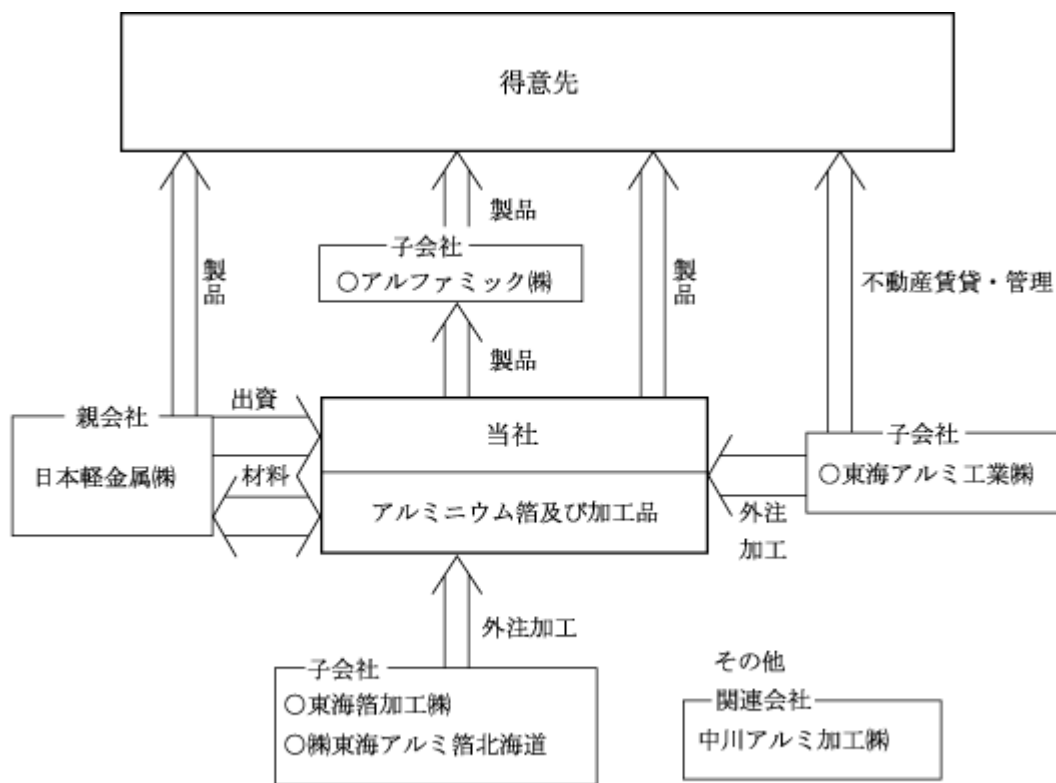 得意先
製品
製品
製品
不動産賃貸・管理
子会社
○アルファミック㈱
製品
親会社
日本軽金属㈱
出資
材料
当社
アルミニウム箔及び加工品
子会社
○東海アルミ工業㈱
外注
加工
外注加工
子会社
○東海箔加工㈱
○㈱東海アルミ箔北海道
その他
関連会社
中川アルミ加工㈱